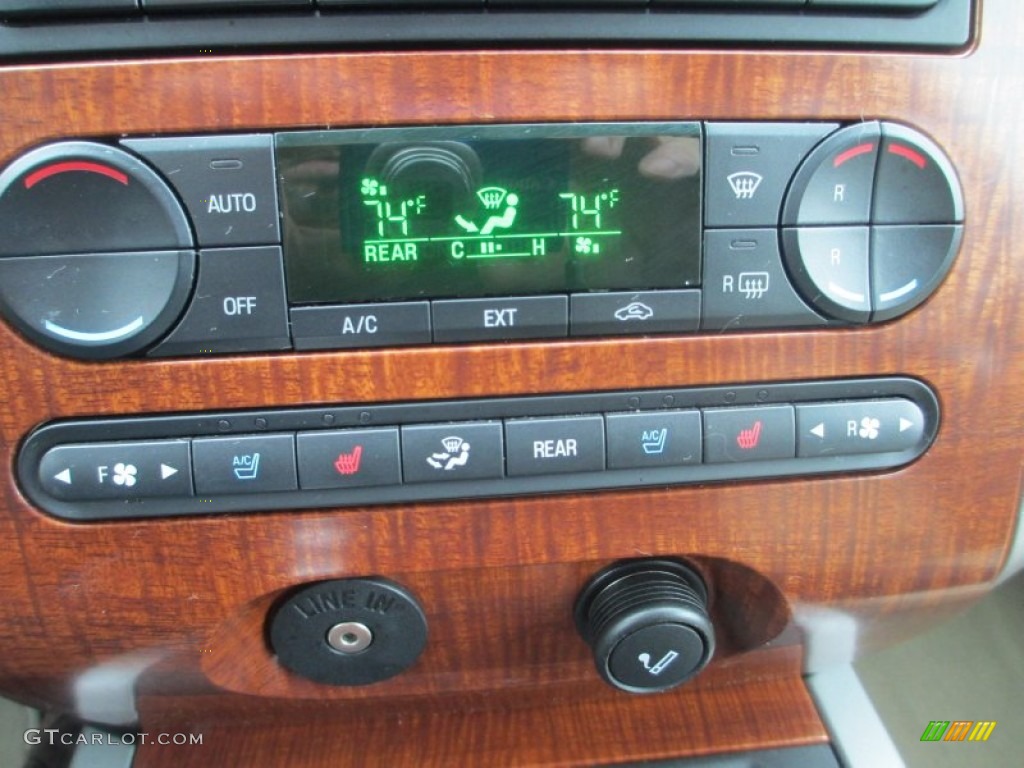 AUTO
74°F
74°F
R
REAR
C
H
R
R
OFF
A/C
EXT
F
A/C
REAR
A/C
R
LINE IN
GTCARLOT.COM